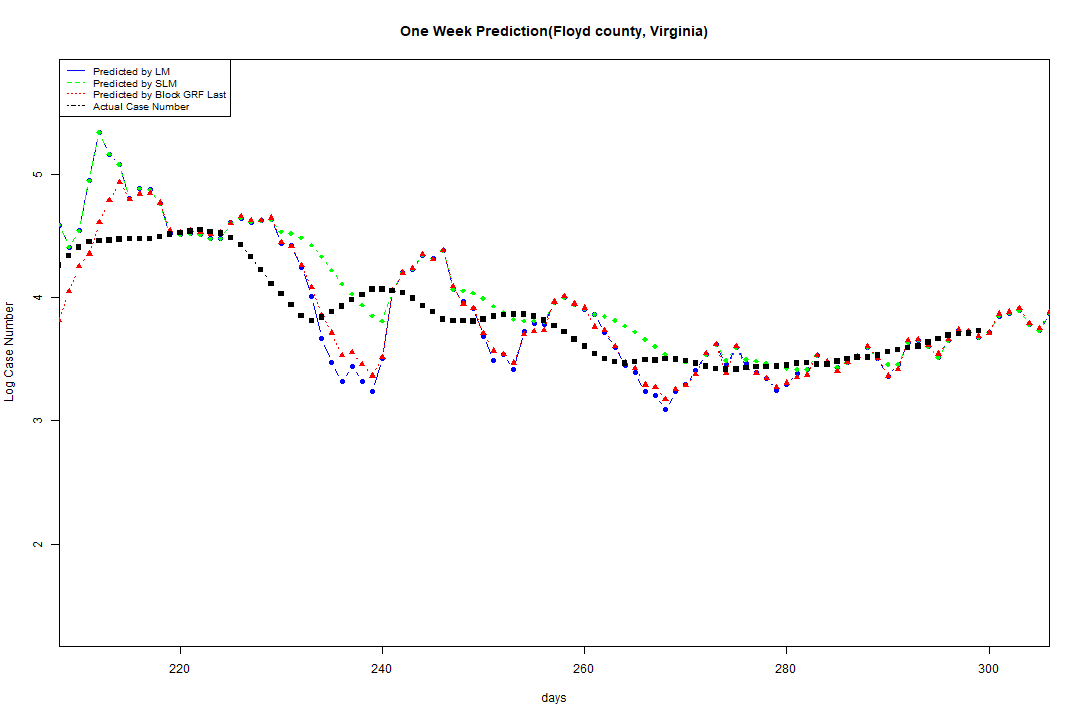 One Week Prediction(Floyd county, Virginia)
Predicted by LM
Predicted by SLM
Predicted by Block GRF Last
Actual Case Number
5
4
3
2
Log Case Number
220 240 260 280 300
days